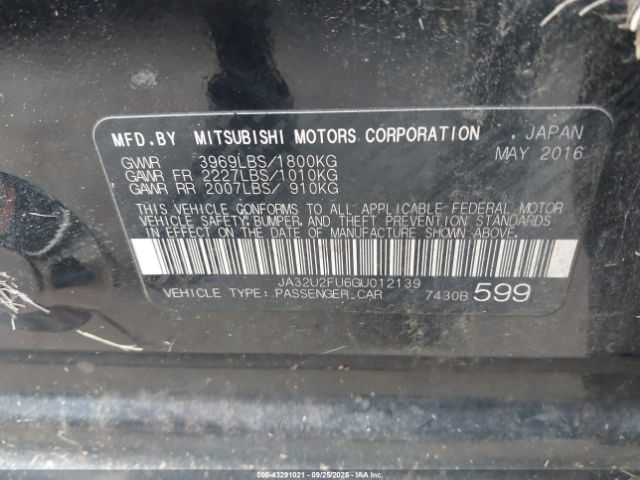 MFD.BY MITSUBISHI MOTORS CORPORATION . JAPAN
MAY 2016
GVWR 3969LBS/1800KG
GAWR FR 2227LBS/1010KG
GAWR RR 2007LBS/ 910KG
THIS VEHICLE CONFORMS TO ALL APPLICABLE FEDERAL MOTOR
VEHICLE SAFETY,BUMPER,AND THEFT PREVENTION STANDARDS
IN EFFECT ON THE DATE OF MANUFACTURE SHOWN ABOVE.
JA32U2FU6GU012139
VEHICLE TYPE: PASSENGER CAR 7430B 599
000-43291021 - 09/25/2025 - IAA Inc.